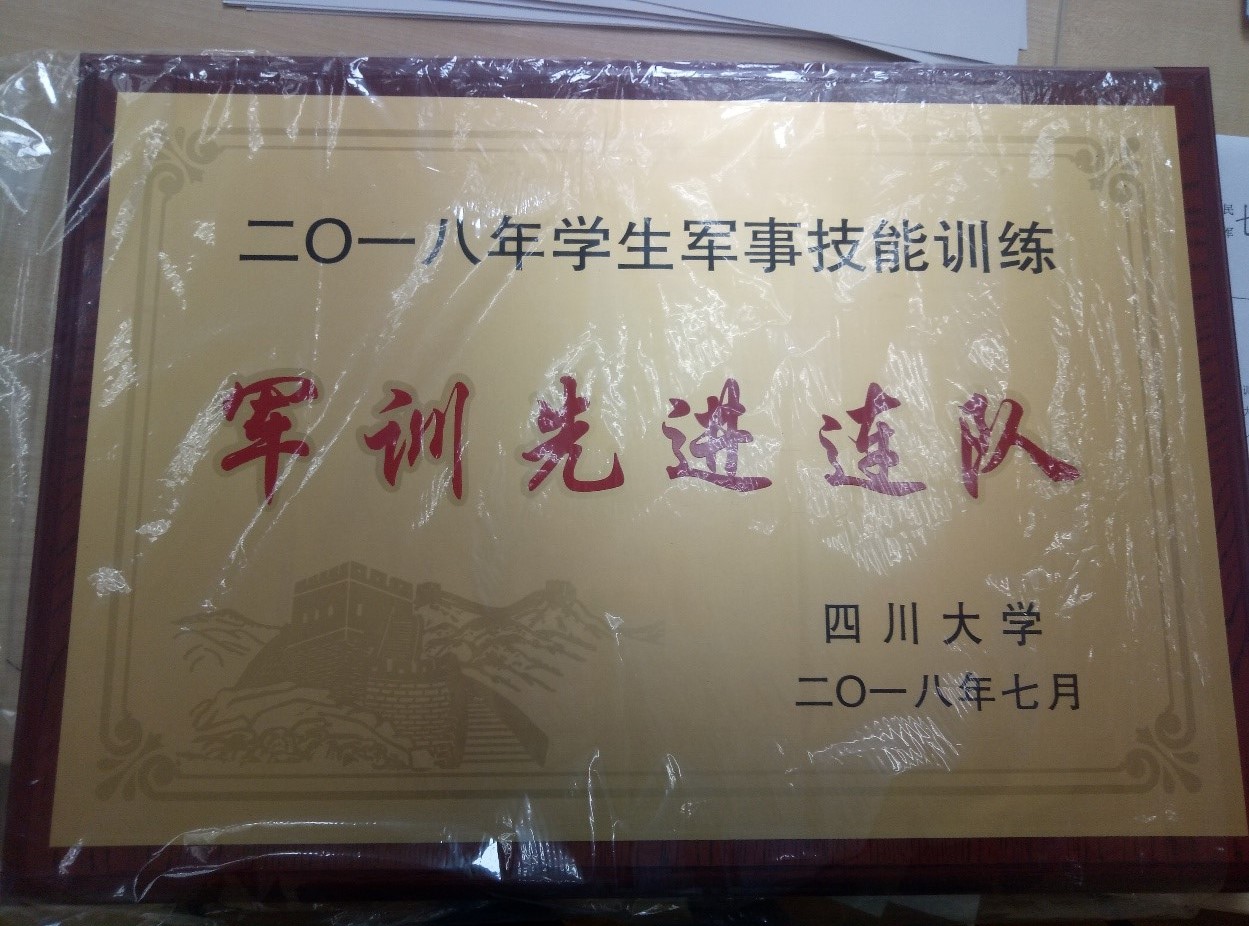 二〇一八年学生军事技能训练
军训先进连队
四川大学
二〇一八年七月